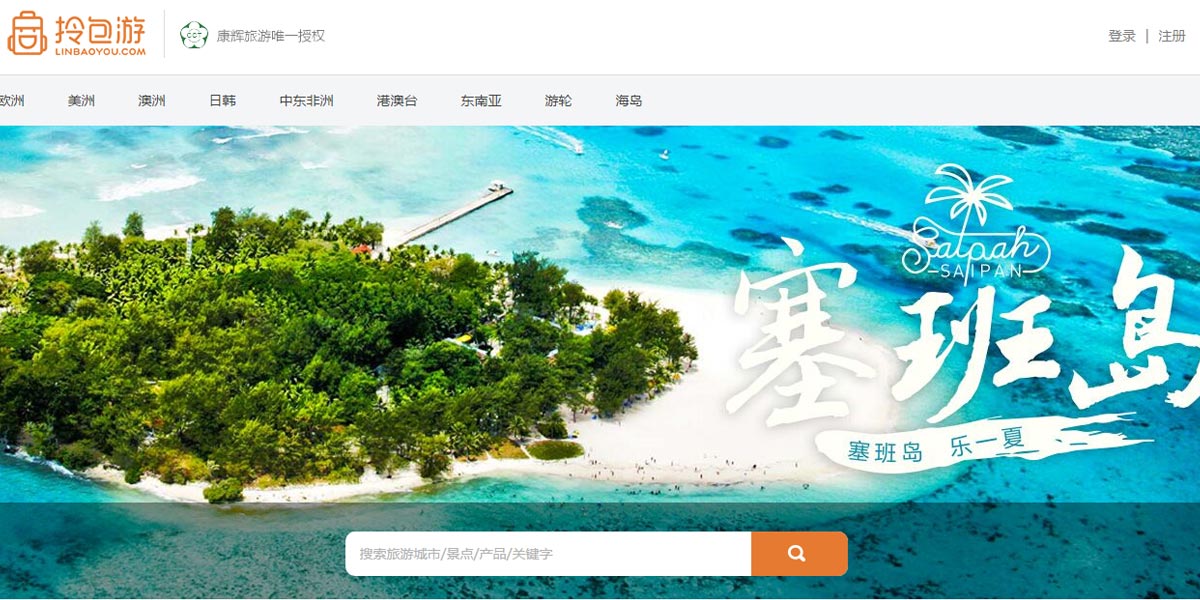 拎包游
LINBAOYOU.COM
CCT
康辉旅游唯一授权
登录 | 注册
欧洲 美洲 澳洲 日韩 中东非洲 港澳台 东南亚 游轮 海岛
Saipan
SAIPAN
塞班岛
塞班岛 乐一夏
搜索旅游城市/景点/产品/关键字